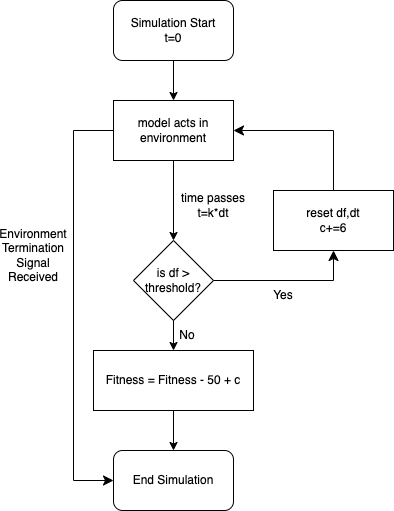 Simulation Start
t=0
model acts in
environment
time passes
t=k*dt
reset df,dt
c+=6
Environment
Termination
Signal
Received
is df >
threshold?
Yes
No
Fitness = Fitness - 50 + c
End Simulation